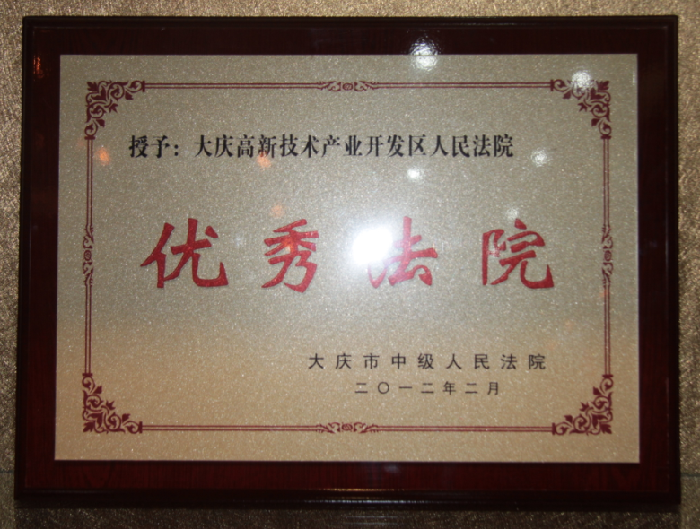 授予：大庆高新技术产业开发区人民法院
优秀法院
大庆市中级人民法院
二〇一二年二月